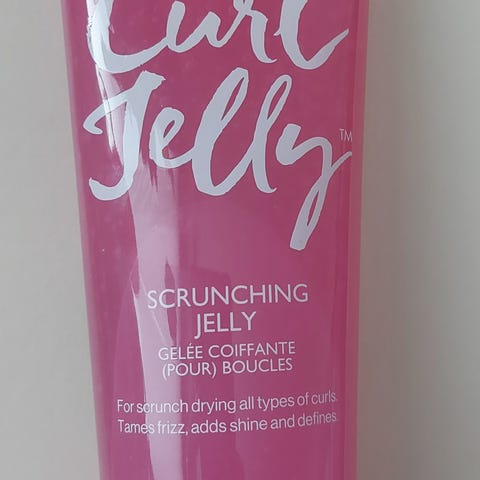 Curl
Jelly™
SCRUNCHING
JELLY
GELÉE COIFFANTE
(POUR) BOUCLES
For scrunch drying all types of curls.
Tames frizz, adds shine and defines.